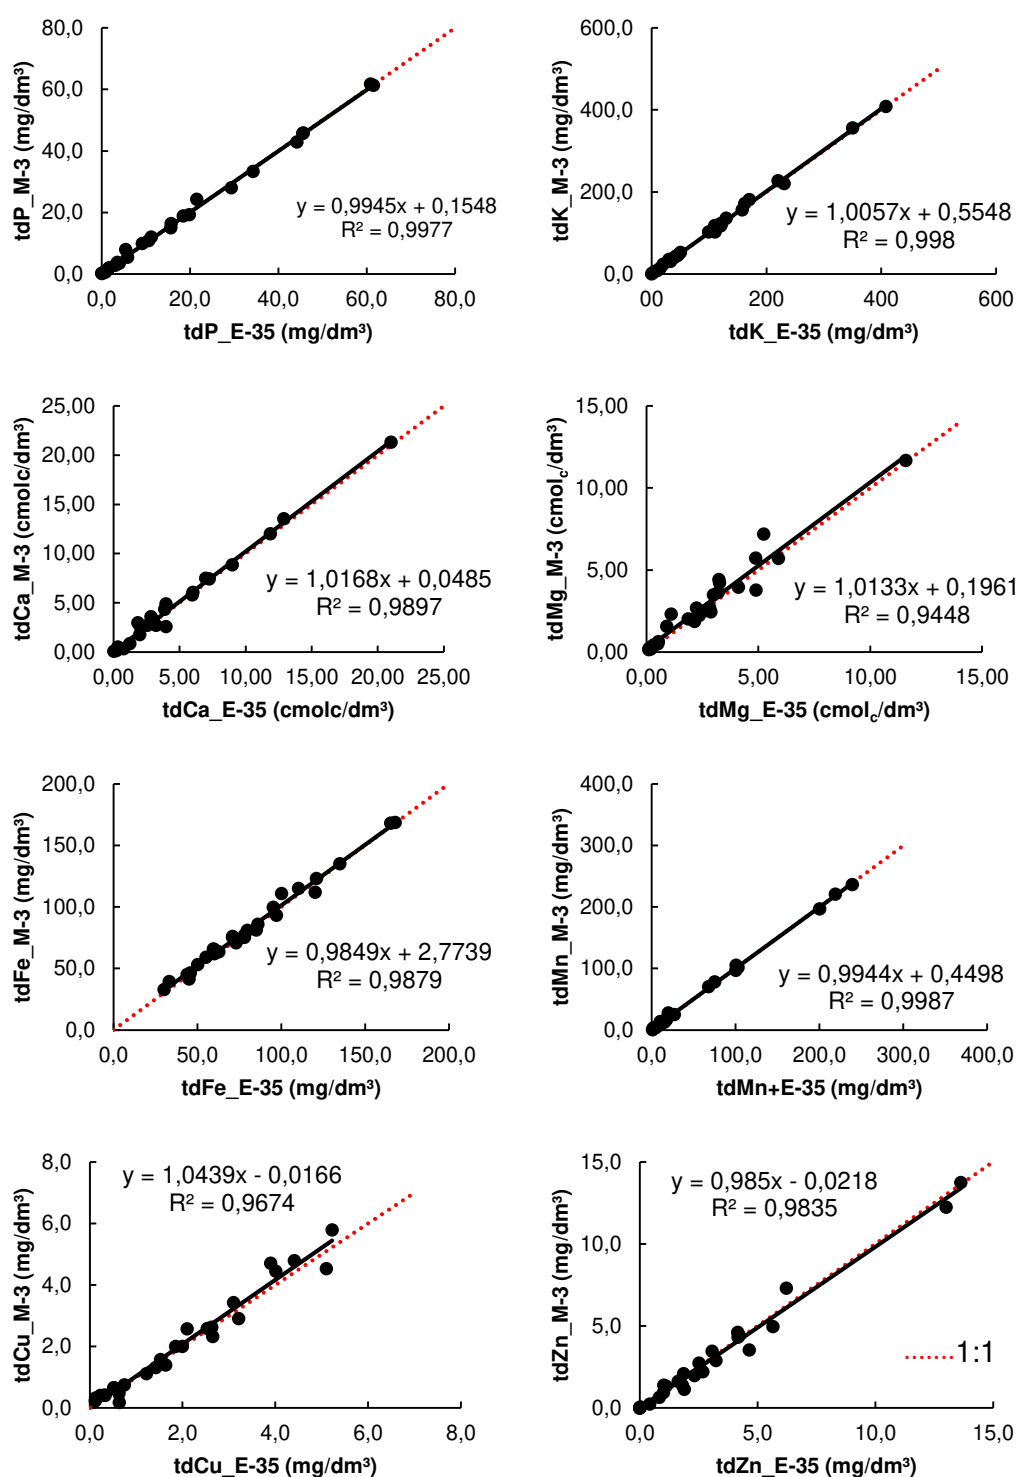 80,0
60,0
40,0
20,0
0,0
tdP_M-3 (mg/dm³)
y = 0,9945x + 0,1548
R² = 0,9977
0,0 20,0 40,0 60,0 80,0
tdP_E-35 (mg/dm³)
600,0
400,0
200,0
0,0
tdK_M-3 (mg/dm³)
y = 1,0057x + 0,5548
R² = 0,998
00 200 400 600
tdK_E-35 (mg/dm³)
25,00
20,00
15,00
10,00
5,00
0,00
tdCa_M-3 (cmolc/dm³)
y = 1,0168x + 0,0485
R² = 0,9897
0,00 5,00 10,00 15,00 20,00 25,00
tdCa_E-35 (cmolc/dm³)
15,00
10,00
5,00
0,00
tdMg_M-3 (cmolc/dm³)
y = 1,0133x + 0,1961
R² = 0,9448
0,00 5,00 10,00 15,00
tdMg_E-35 (cmolc/dm³)
200,0
150,0
100,0
50,0
0,0
tdFe_M-3 (mg/dm³)
y = 0,9849x + 2,7739
R² = 0,9879
0,0 50,0 100,0 150,0 200,0
tdFe_E-35 (mg/dm³)
400,0
300,0
200,0
100,0
0,0
tdMn_M-3 (mg/dm³)
y = 0,9944x + 0,4498
R² = 0,9987
0,0 100,0 200,0 300,0 400,0
tdMn+E-35 (mg/dm³)
8,0
6,0
4,0
2,0
0,0
tdCu_M-3 (mg/dm³)
y = 1,0439x - 0,0166
R² = 0,9674
0,0 2,0 4,0 6,0 8,0
tdCu_E-35 (mg/dm³)
15,0
10,0
5,0
0,0
tdZn_M-3 (mg/dm³)
y = 0,985x - 0,0218
R² = 0,9835
1:1
0,0 5,0 10,0 15,0
tdZn_E-35 (mg/dm³)